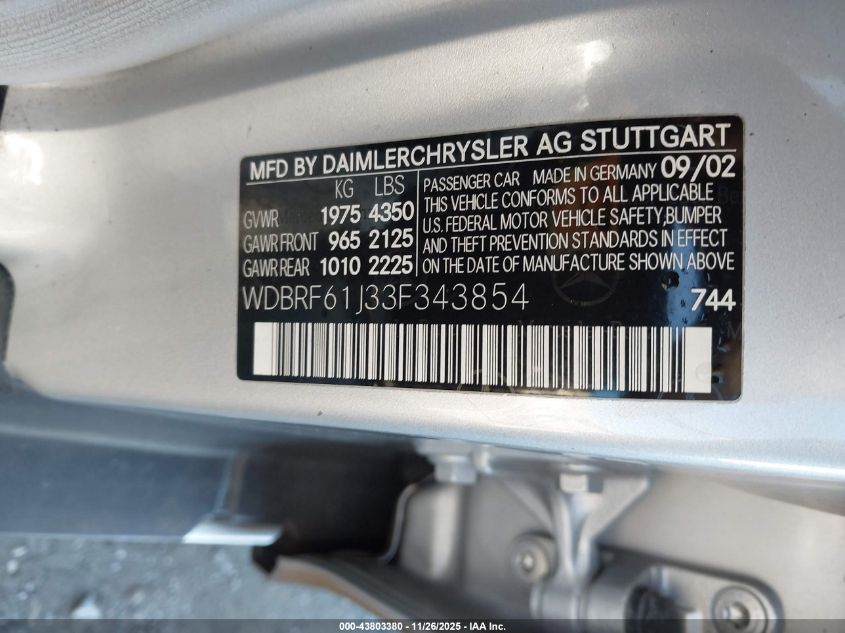 MFD BY DAIMLERCHRYSLER AG STUTTGART
KG LBS
GVWR 1975 4350
GAWR FRONT 965 2125
GAWR REAR 1010 2225
PASSENGER CAR MADE IN GERMANY 09/02
THIS VEHICLE CONFORMS TO ALL APPLICABLE
U.S. FEDERAL MOTOR VEHICLE SAFETY,BUMPER
AND THEFT PREVENTION STANDARDS IN EFFECT
ON THE DATE OF MANUFACTURE SHOWN ABOVE
WDBRF61J33F343854 744
000-43803380 - 11/26/2025 - IAA Inc.